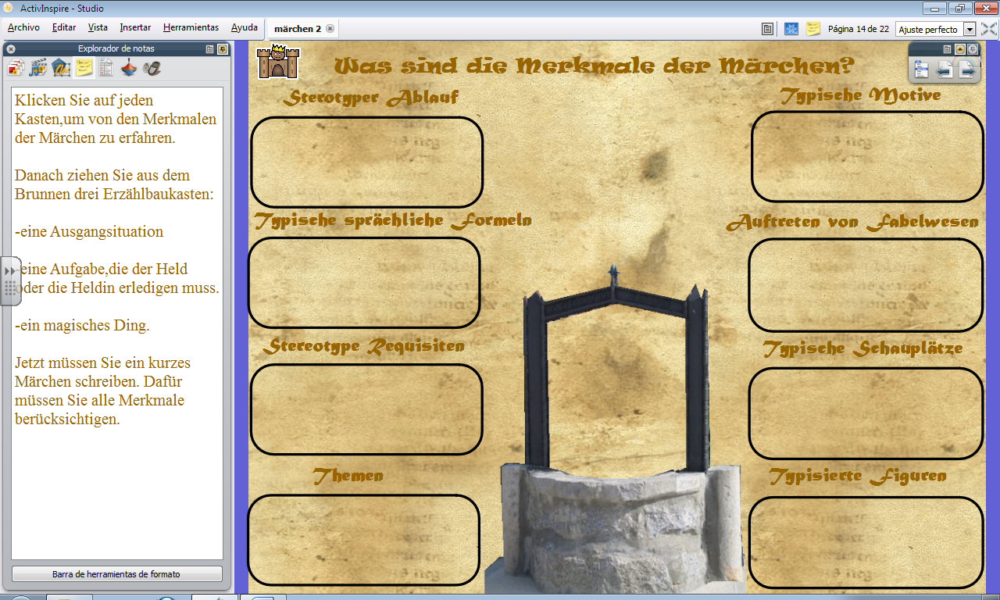 ActivInspire - Studio
Archivo Editar Vista Insertar Herramientas Ayuda
märchen 2
Página 14 de 22
Ajuste perfecto
Explorador de notas
Klicken Sie auf jeden
Kasten,um von den Merkmalen
der Märchen zu erfahren.
Danach ziehen Sie aus dem
Brunnen drei Erzählbaukasten:
-eine Ausgangsituation
eine Aufgabe,die der Held
oder die Heldin erledigen muss.
-ein magisches Ding.
Jetzt müssen Sie ein kurzes
Märchen schreiben. Dafür
müssen Sie alle Merkmale
berücksichtigen.
Barra de herramientas de formato
Was sind die Merkmale der Märchen?
Sterotyper Ablauf
Typische Motive
Typische sprächliche Formeln
Auftreten von Fabelwesen
Stereotype Requisiten
Typische Schauplätze
Themen
Typisierte Figuren